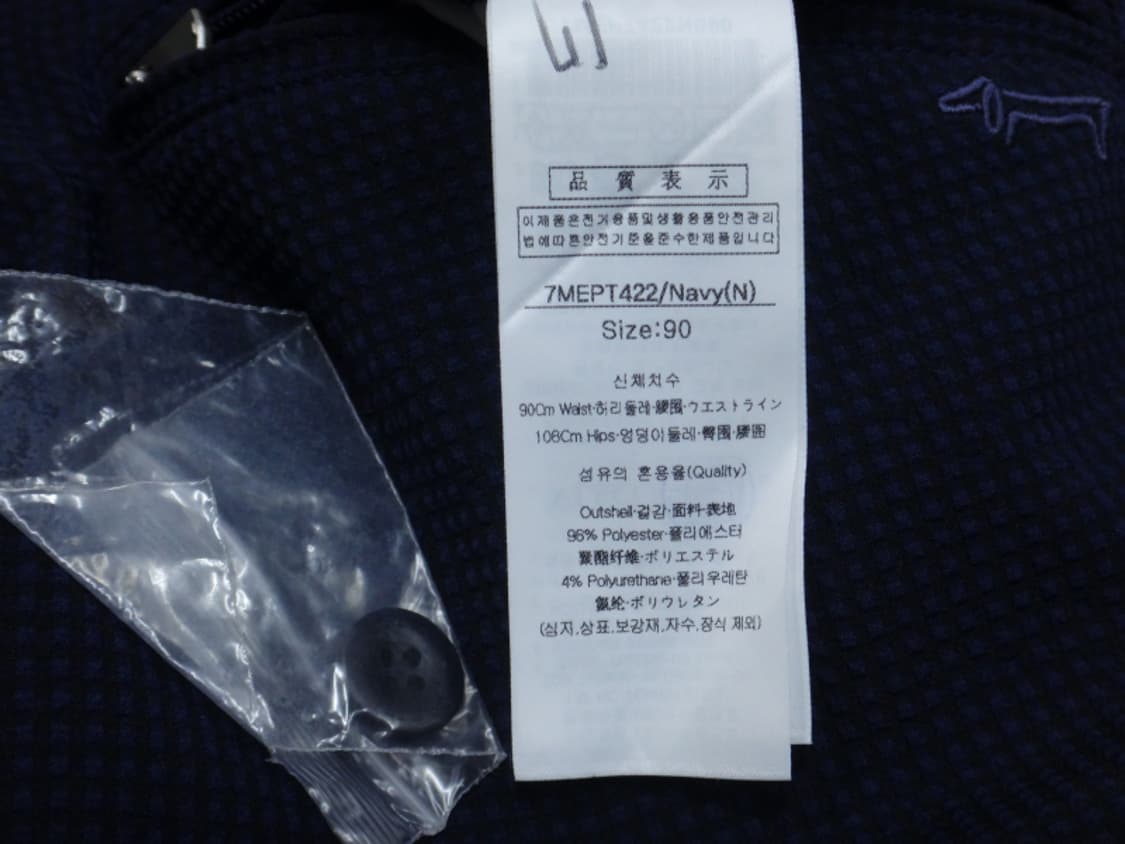 品 質 表 示
이제품은전기용품및생활용품안전관리
법에따른안전기준을준수한제품입니다
7MEPT422/Navy(N)
Size:90
신체치수
90Cm Waist·허리둘레·腰围·ウエストライン
108Cm Hips·엉덩이둘레·臀围·腰围
섬유의 혼용율(Quality)
Outshell·겉감·面料·表地
96% Polyester·폴리에스터
聚酯纤维·ポリエステル
4% Polyurethane·폴리우레탄
氨纶·ポリウレタン
(심지,상표,보강재,자수,장식 제외)